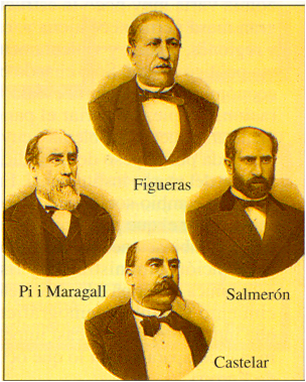 Figueras
Pi i Maragall
Salmerón
Castelar